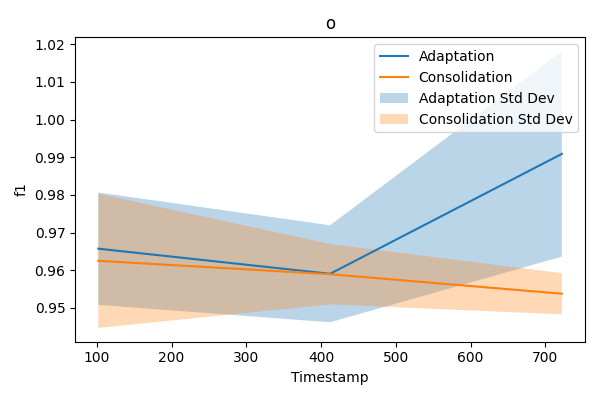 o
1.02
1.01
1.00
0.99
0.98
0.97
0.96
0.95
f1
Adaptation
Consolidation
Adaptation Std Dev
Consolidation Std Dev
100 200 300 400 500 600 700
Timestamp